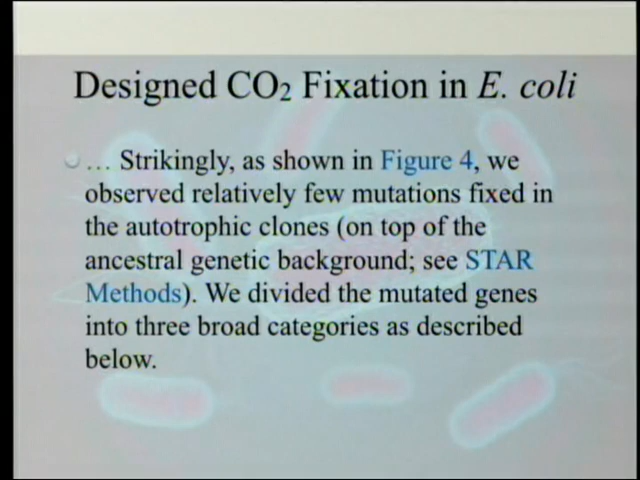 Designed CO₂ Fixation in E. coli
… Strikingly, as shown in Figure 4, we
observed relatively few mutations fixed in
the autotrophic clones (on top of the
ancestral genetic background; see STAR
Methods). We divided the mutated genes
into three broad categories as described
below.